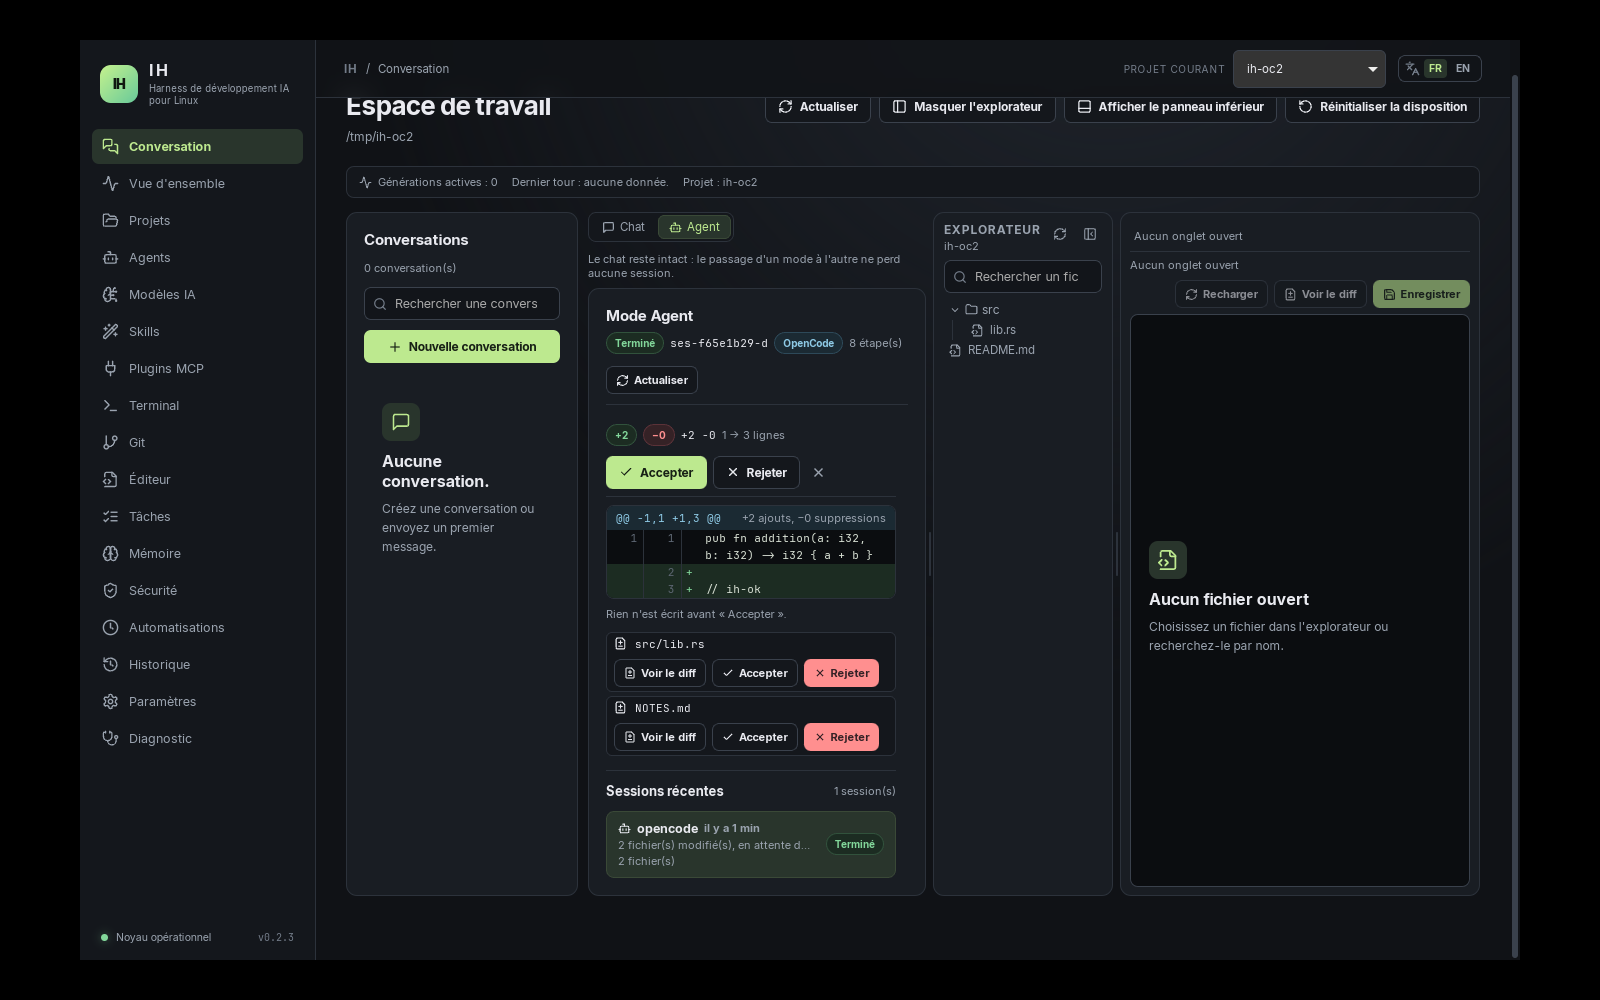 IH
IH
Harness de développement IA
pour Linux
Conversation
Vue d'ensemble
Projets
Agents
Modèles IA
Skills
Plugins MCP
Terminal
Git
Éditeur
Tâches
Mémoire
Sécurité
Automatisations
Historique
Paramètres
Diagnostic
Noyau opérationnel v0.2.3
IH / Conversation
PROJET COURANT ih-oc2 FR EN
Espace de travail
Actualiser Masquer l'explorateur Afficher le panneau inférieur Réinitialiser la disposition
/tmp/ih-oc2
Générations actives : 0 Dernier tour : aucune donnée. Projet : ih-oc2
Conversations
0 conversation(s)
Rechercher une convers
Nouvelle conversation
Aucune
conversation.
Créez une conversation ou
envoyez un premier
message.
Chat Agent
Le chat reste intact : le passage d'un mode à l'autre ne perd
aucune session.
Mode Agent
Terminé ses-f65e1b29-d OpenCode 8 étape(s)
Actualiser
+2 −0 +2 -0 1 → 3 lignes
Accepter Rejeter
@@ -1,1 +1,3 @@ +2 ajouts, −0 suppressions
1 1 pub fn addition(a: i32,
b: i32) -> i32 { a + b }
2 +
3 + // ih-ok
Rien n'est écrit avant « Accepter ».
src/lib.rs
Voir le diff Accepter Rejeter
NOTES.md
Voir le diff Accepter Rejeter
Sessions récentes 1 session(s)
opencode il y a 1 min
2 fichier(s) modifié(s), en attente d…
2 fichier(s)
Terminé
EXPLORATEUR
ih-oc2
Rechercher un fic
src
lib.rs
README.md
Aucun onglet ouvert
Aucun onglet ouvert
Recharger Voir le diff Enregistrer
Aucun fichier ouvert
Choisissez un fichier dans l'explorateur ou
recherchez-le par nom.